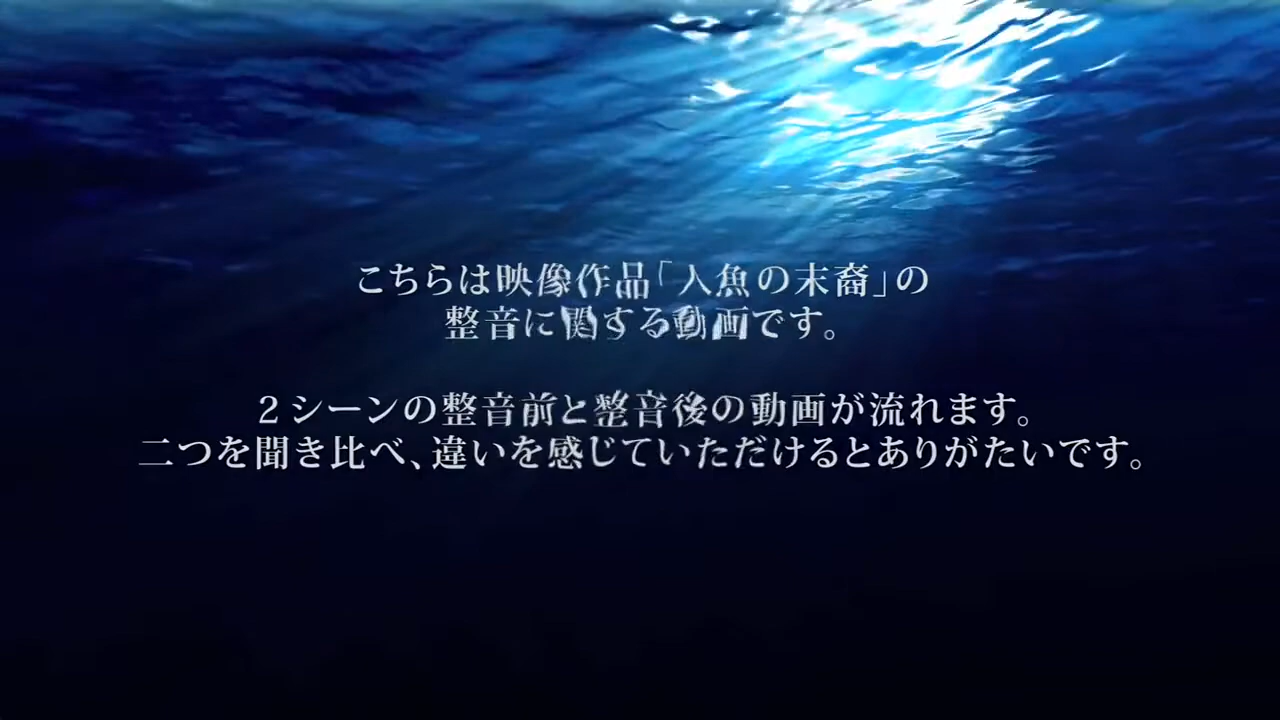 こちらは映像作品「人魚の末裔」の
整音に関する動画です。
２シーンの整音前と整音後の動画が流れます。
二つを聞き比べ、違いを感じていただけるとありがたいです。